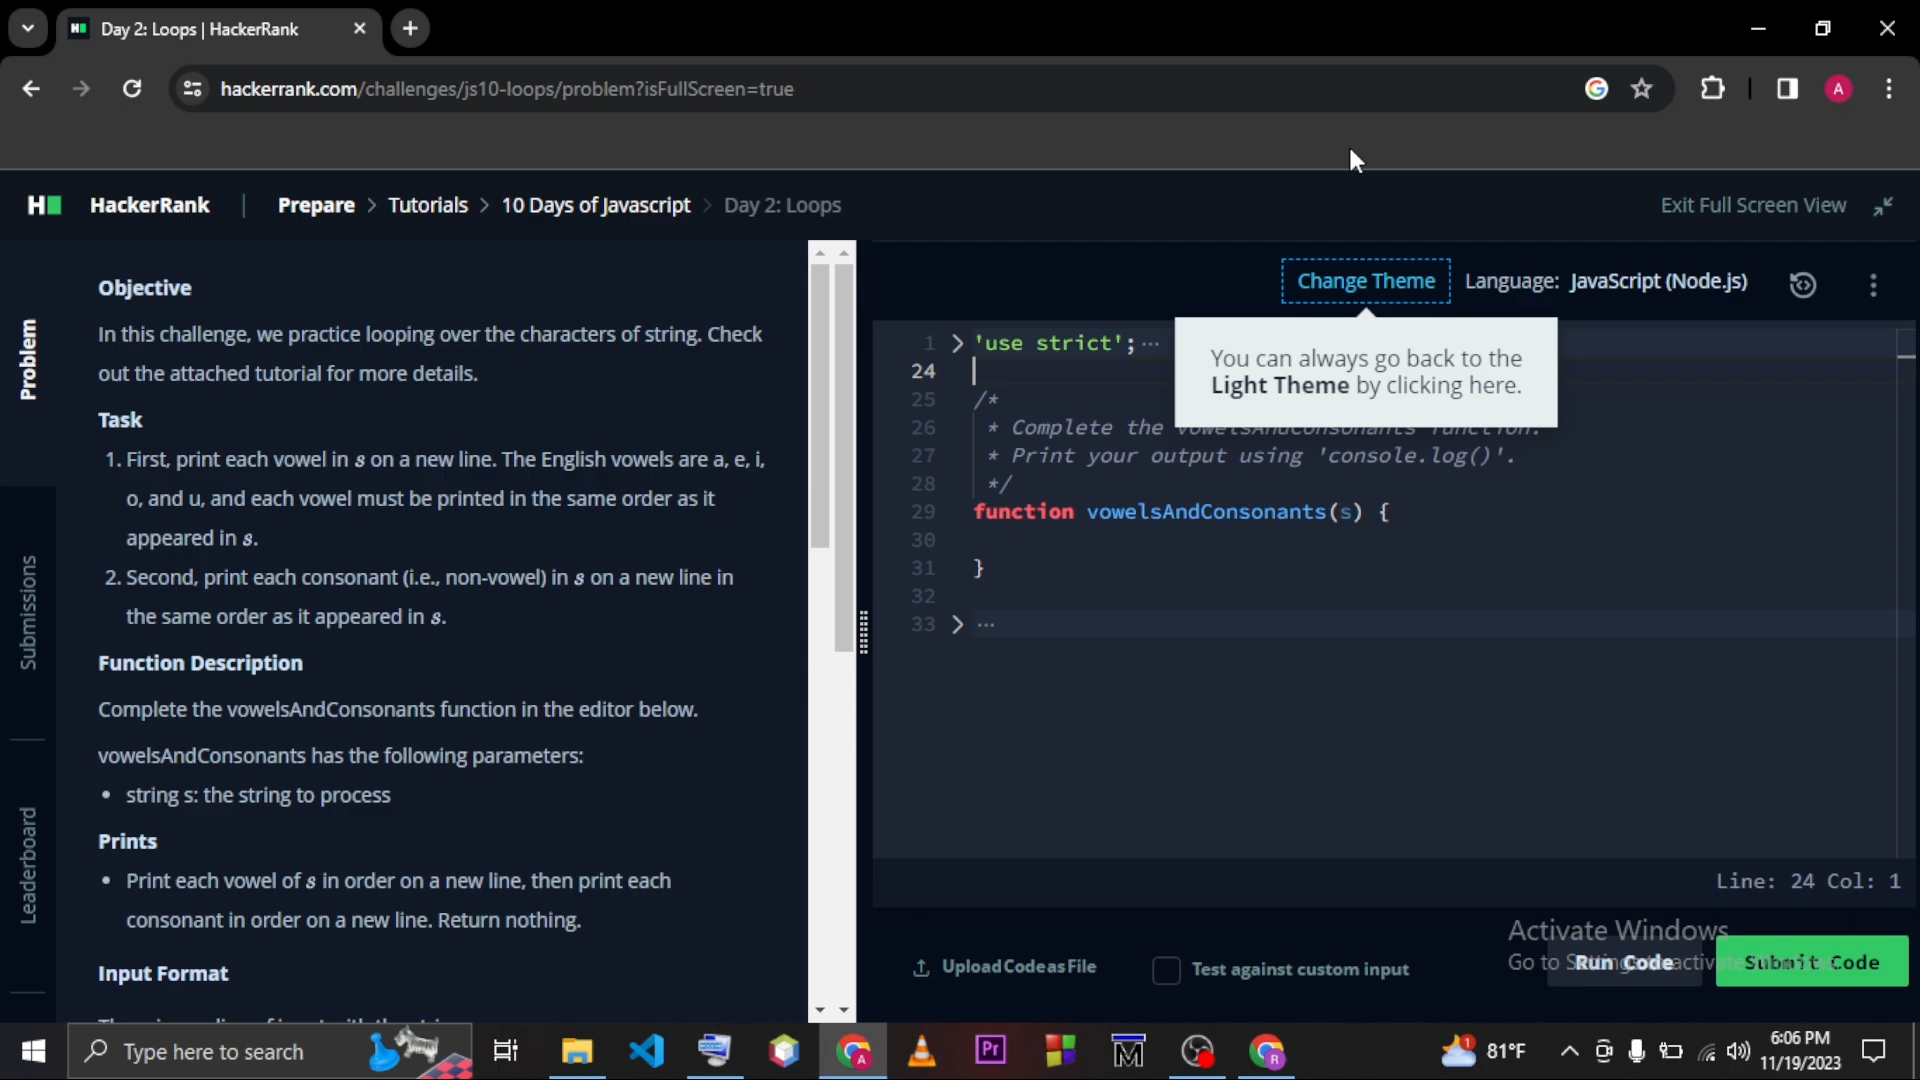 Day 2: Loops | HackerRank
hackerrank.com/challenges/js10-loops/problem?isFullScreen=true
A
HackerRank
Prepare > Tutorials > 10 Days of Javascript > Day 2: Loops
Exit Full Screen View
Problem
Submissions
Leaderboard
Objective
In this challenge, we practice looping over the characters of string. Check
out the attached tutorial for more details.
Task
1. First, print each vowel in s on a new line. The English vowels are a, e, i,
o, and u, and each vowel must be printed in the same order as it
appeared in s.
2. Second, print each consonant (i.e., non-vowel) in s on a new line in
the same order as it appeared in s.
Function Description
Complete the vowelsAndConsonants function in the editor below.
vowelsAndConsonants has the following parameters:
• string s: the string to process
Prints
• Print each vowel of s in order on a new line, then print each
consonant in order on a new line. Return nothing.
Input Format
Change Theme
Language: JavaScript (Node.js)
You can always go back to the
Light Theme by clicking here.
1 'use strict'; ···
24
25 /*
26 * Complete the vowelsAndConsonants function.
27 * Print your output using 'console.log()'.
28 */
29 function vowelsAndConsonants(s) {
30
31 }
32
33 ···
Line: 24 Col: 1
Upload Code as File
Test against custom input
Run Code
Submit Code
Activate Windows
Go to Settings to activate
Type here to search
A
Pr
R
1
81°F
6:06 PM
11/19/2023